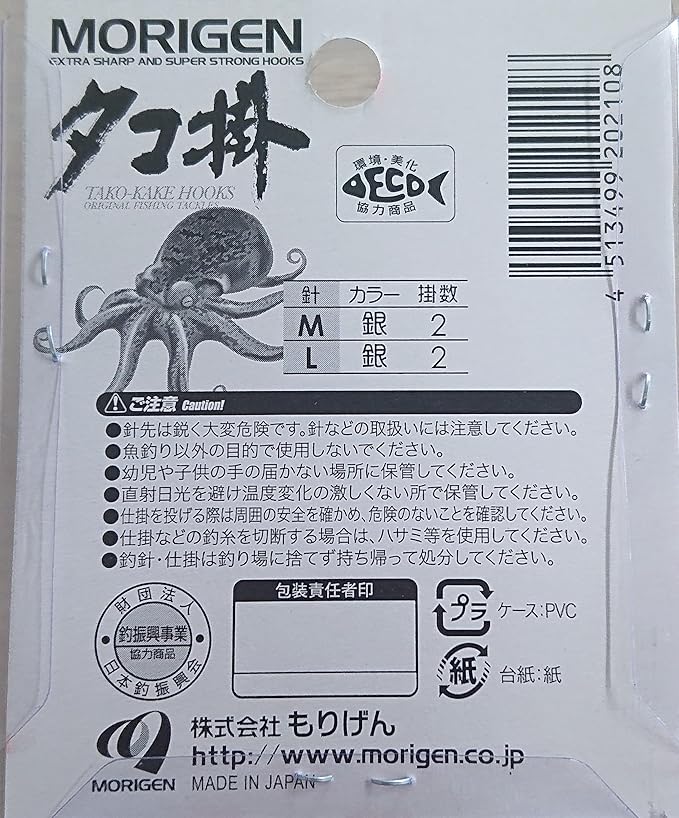 MORIGEN
EXTRA SHARP AND SUPER STRONG HOOKS
タコ掛
TAKO-KAKE HOOKS
ORIGINAL FISHING TACKLES
環境・美化
ECO
協力商品
4 513499 202108
針 カラー 掛数
M 銀 2
L 銀 2
ご注意 Caution!
●針先は鋭く大変危険です。針などの取扱いには注意してください。
●魚釣り以外の目的で使用しないでください。
●幼児や子供の手の届かない場所に保管してください。
●直射日光を避け温度変化の激しくない所で保管してください。
●仕掛を投げる際は周囲の安全を確かめ、危険のないことを確認してください。
●仕掛などの釣糸を切断する場合は、ハサミ等を使用してください。
●釣針・仕掛は釣り場に捨てず持ち帰って処分してください。
財団法人
釣振興事業
協力商品
日本釣振興会
包装責任者印
プラ ケース:PVC
紙 台紙:紙
株式会社 もりげん
http://www.morigen.co.jp
MORIGEN MADE IN JAPAN